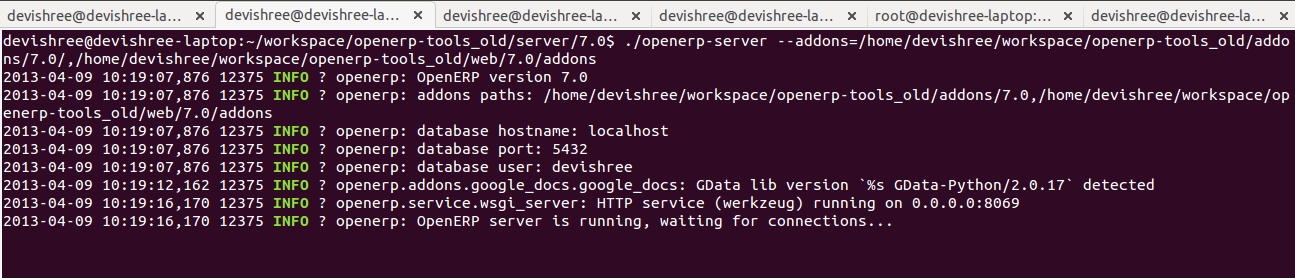 devishree@devishree-la... × devishree@devishree-la... × devishree@devishree-la... × devishree@devishree-la... × root@devishree-laptop:... × devishree@devishree-la... ×
devishree@devishree-laptop:~/workspace/openerp-tools_old/server/7.0$ ./openerp-server --addons=/home/devishree/workspace/openerp-tools_old/addo
ns/7.0/,/home/devishree/workspace/openerp-tools_old/web/7.0/addons
2013-04-09 10:19:07,876 12375 INFO ? openerp: OpenERP version 7.0
2013-04-09 10:19:07,876 12375 INFO ? openerp: addons paths: /home/devishree/workspace/openerp-tools_old/addons/7.0,/home/devishree/workspace/op
enerp-tools_old/web/7.0/addons
2013-04-09 10:19:07,876 12375 INFO ? openerp: database hostname: localhost
2013-04-09 10:19:07,876 12375 INFO ? openerp: database port: 5432
2013-04-09 10:19:07,876 12375 INFO ? openerp: database user: devishree
2013-04-09 10:19:12,162 12375 INFO ? openerp.addons.google_docs.google_docs: GData lib version `%s GData-Python/2.0.17` detected
2013-04-09 10:19:16,170 12375 INFO ? openerp.service.wsgi_server: HTTP service (werkzeug) running on 0.0.0.0:8069
2013-04-09 10:19:16,170 12375 INFO ? openerp: OpenERP server is running, waiting for connections...